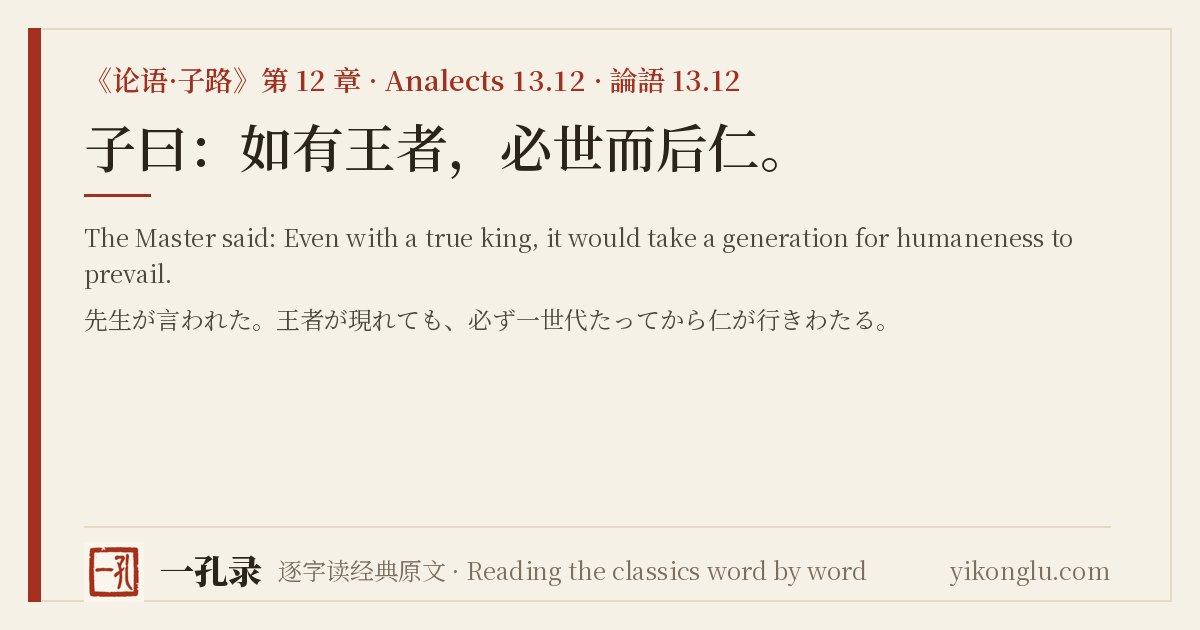 《论语·子路》第 12 章 · Analects 13.12 · 論語 13.12
子曰：如有王者，必世而后仁。
The Master said: Even with a true king, it would take a generation for humaneness to
prevail.
先生が言われた。王者が現れても、必ず一世代たってから仁が行きわたる。
一孔
一孔录 逐字读经典原文 · Reading the classics word by word yikonglu.com